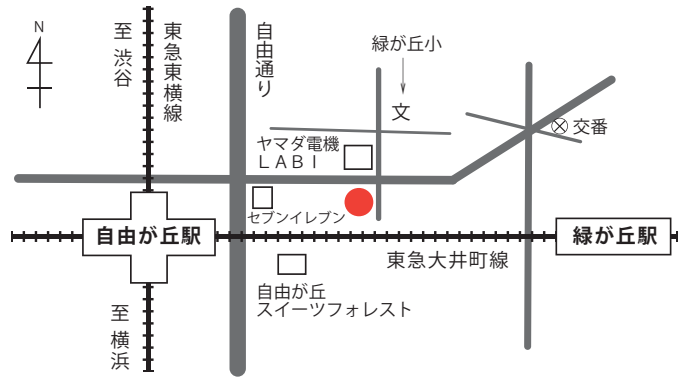 N
至 渋谷
東急東横線
自由通り
緑が丘小
文
交番
ヤマダ電機
ＬＡＢＩ
セブンイレブン
自由が丘駅
緑が丘駅
東急大井町線
自由が丘
スイーツフォレスト
至 横浜